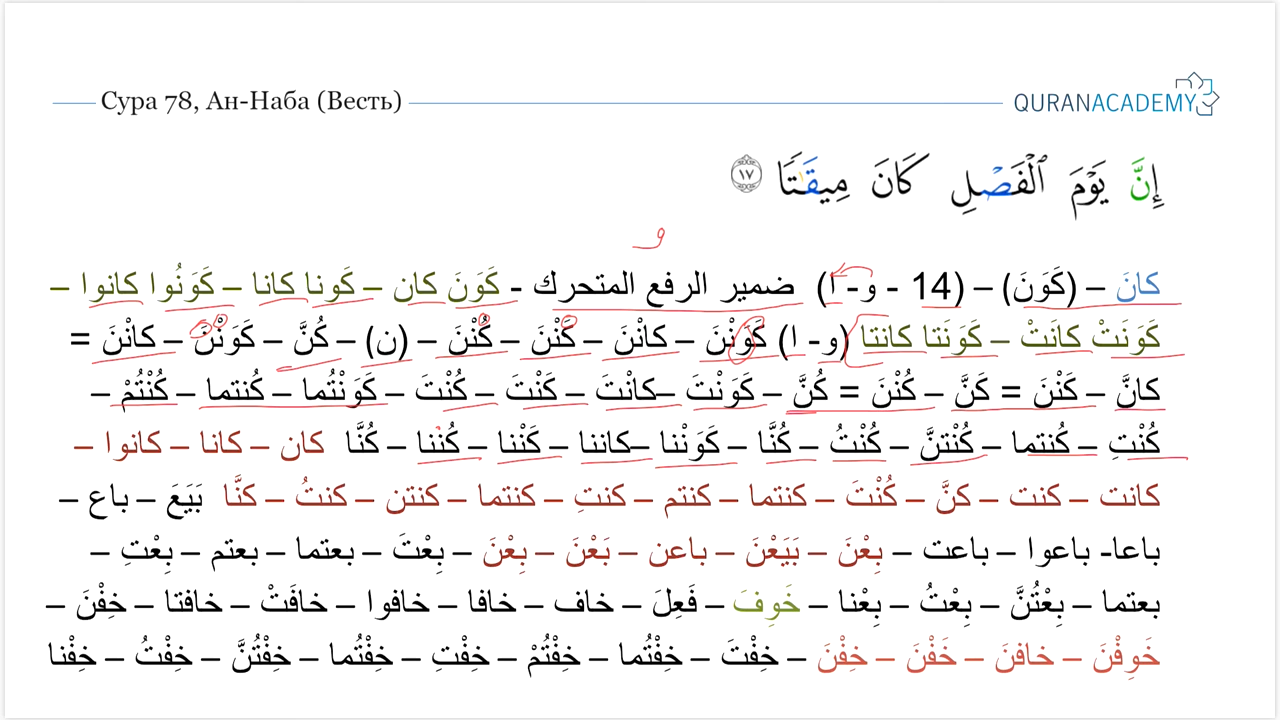 Сура 78, Ан-Наба (Весть)
QURANACADEMY
إِنَّ يَوْمَ ٱلْفَصْلِ كَانَ مِيقَـٰتًا ١٧
و
كانَ – (كَوَنَ) – (14 - و- ا) ضمير الرفع المتحرك - كَوَنَ كان – كَونا كانا – كَوَنُوا كانوا –
كَوَنَتْ كانَتْ – كَوَنَتا كانتا (و- ا) كَوَنْنَ – كانْنَ – كَنْنَ – كُنْنَ – (ن) – كُنَّ – كَوَنْنَ – كانْنَ =
كانَّ – كَنْنَ = كَنَّ – كُنْنَ = كُنَّ – كَوَنْتَ –كانْتَ – كَنْتَ – كُنْتَ – كَوَنْتُما – كُنتما – كُنْتُمْ –
كُنْتِ – كُنتما – كُنْتنَّ – كُنْتُ – كُنَّا – كَوَنْنا –كاننا – كَنْنا – كُنْنا – كُنَّا كان – كانا – كانوا –
كانت – كنت – كنَّ – كُنْتَ – كنتما – كنتم – كنتِ – كنتما – كنتن – كنتُ – كنَّا بَيَعَ – باع –
باعا- باعوا – باعت – بِعْنَ – بَيَعْنَ – باعن – بَعْنَ – بِعْنَ – بِعْتَ – بعتما – بعتم – بِعْتِ –
بعتما – بِعْتُنَّ – بِعْتُ – بِعْنا – خَوِفَ – فَعِلَ – خاف – خافا – خافوا – خافَتْ – خافتا – خِفْنَ –
خَوِفْنَ – خافنَ – خَفْنَ – خِفْنَ – خِفْتَ – خِفْتُما – خِفْتُمْ – خِفْتِ – خِفْتُما – خِفْتُنَّ – خِفْتُ – خِفْنا